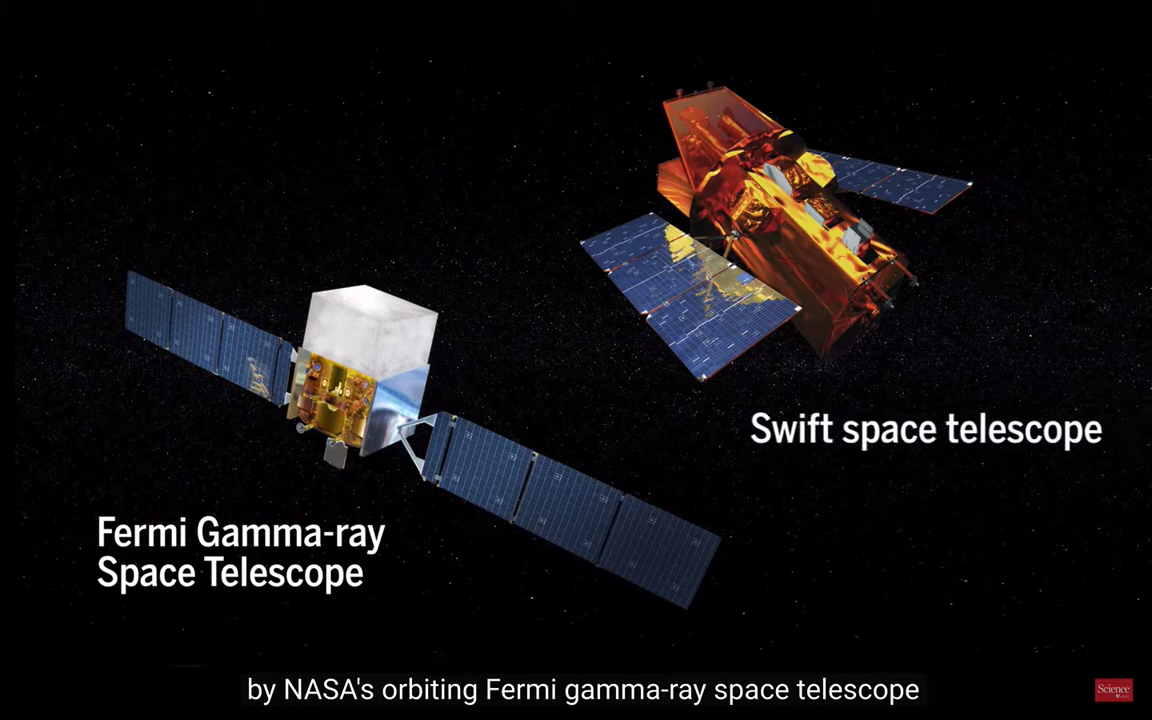 Swift space telescope
Fermi Gamma-ray
Space Telescope
by NASA's orbiting Fermi gamma-ray space telescope
Science